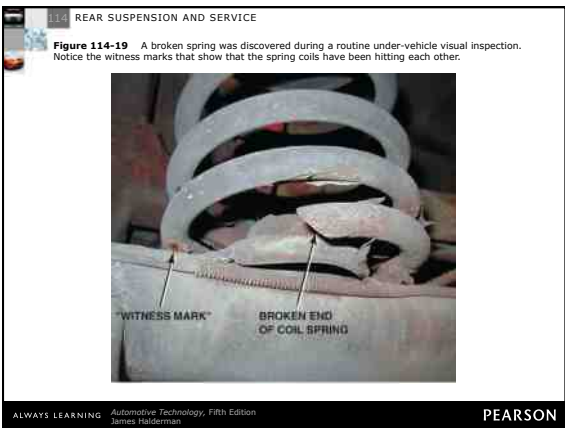 114 REAR SUSPENSION AND SERVICE
Figure 114-19 A broken spring was discovered during a routine under-vehicle visual inspection.
Notice the witness marks that show that the spring coils have been hitting each other.
"WITNESS MARK"
BROKEN END
OF COIL SPRING
ALWAYS LEARNING
Automotive Technology, Fifth Edition
James Halderman
PEARSON